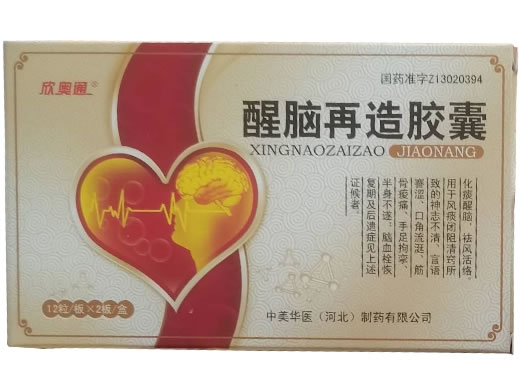 欣奥通®
国药准字Z13020394
醒脑再造胶囊
XINGNAOZAIZAO JIAONANG
化痰醒脑，祛风活络。
用于风痰闭阻清窍所
致的神志不清、言语
謇涩、口角流涎、筋
骨痠痛、手足拘挛、
半身不遂，脑血栓恢
复期及后遗症见上述
证候者。
12粒/板×2板/盒
中美华医（河北）制药有限公司